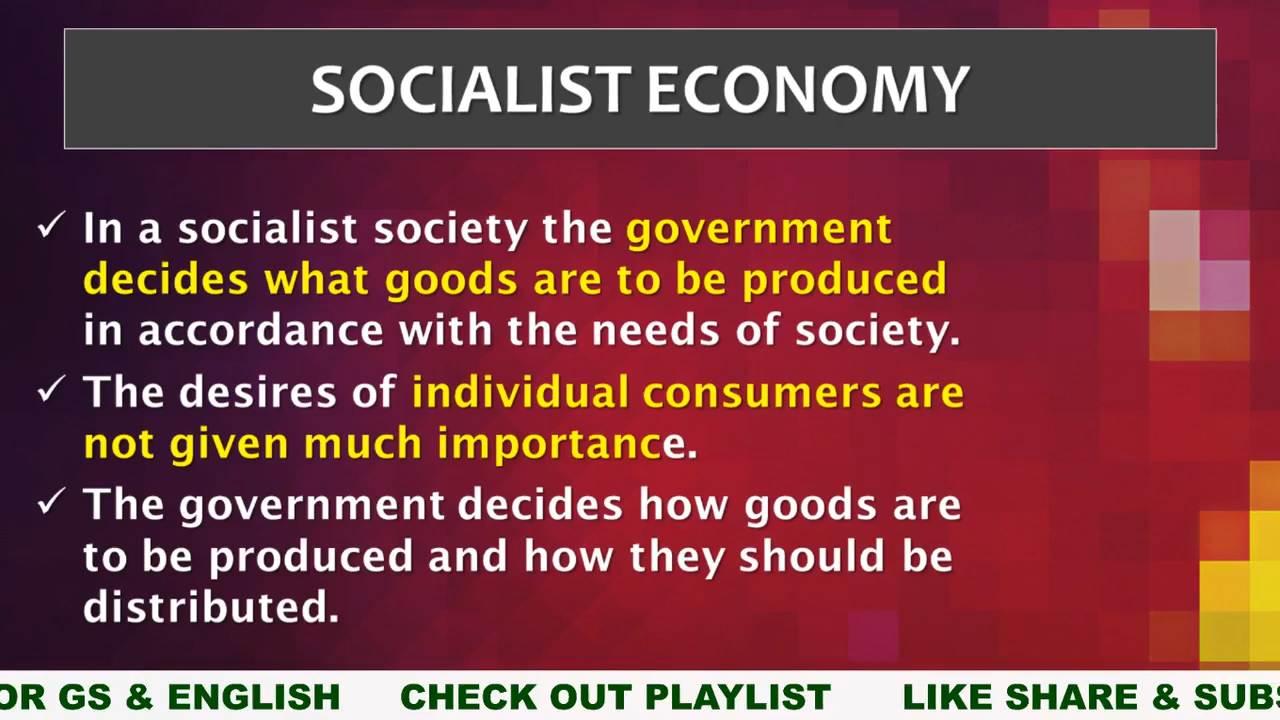 SOCIALIST ECONOMY
✓ In a socialist society the government
decides what goods are to be produced
in accordance with the needs of society.
✓ The desires of individual consumers are
not given much importance.
✓ The government decides how goods are
to be produced and how they should be
distributed.
OR GS & ENGLISH CHECK OUT PLAYLIST LIKE SHARE & SUBS